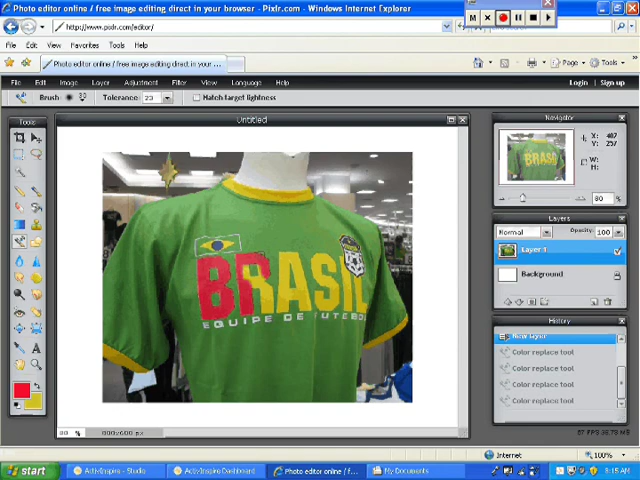 Photo editor online / free image editing direct in your browser - Pixlr.com - Windows Internet Explorer
http://www.pixlr.com/editor/
File Edit View Favorites Tools
Photo editor online / free image editing direct in y...
Page Tools
File Edit Image Layer Adjustment Filter View Language Help Login Sign up
Brush: Tolerance: Match target lightness
Tools
Untitled
Navigator
X: 407
Y: 257
W:
H:
80 %
BRASIL
EQUIPE DE FUTEBOL
Layers
Normal Opacity: 100
Layer 1
Background
History
New layer
Color replace tool
Color replace tool
Color replace tool
Color replace tool
80 % 800x600 px
Internet 100%
start ActivInspire - Studio ActivInspire Dashboard Photo editor online / f... My Documents 8:15 AM